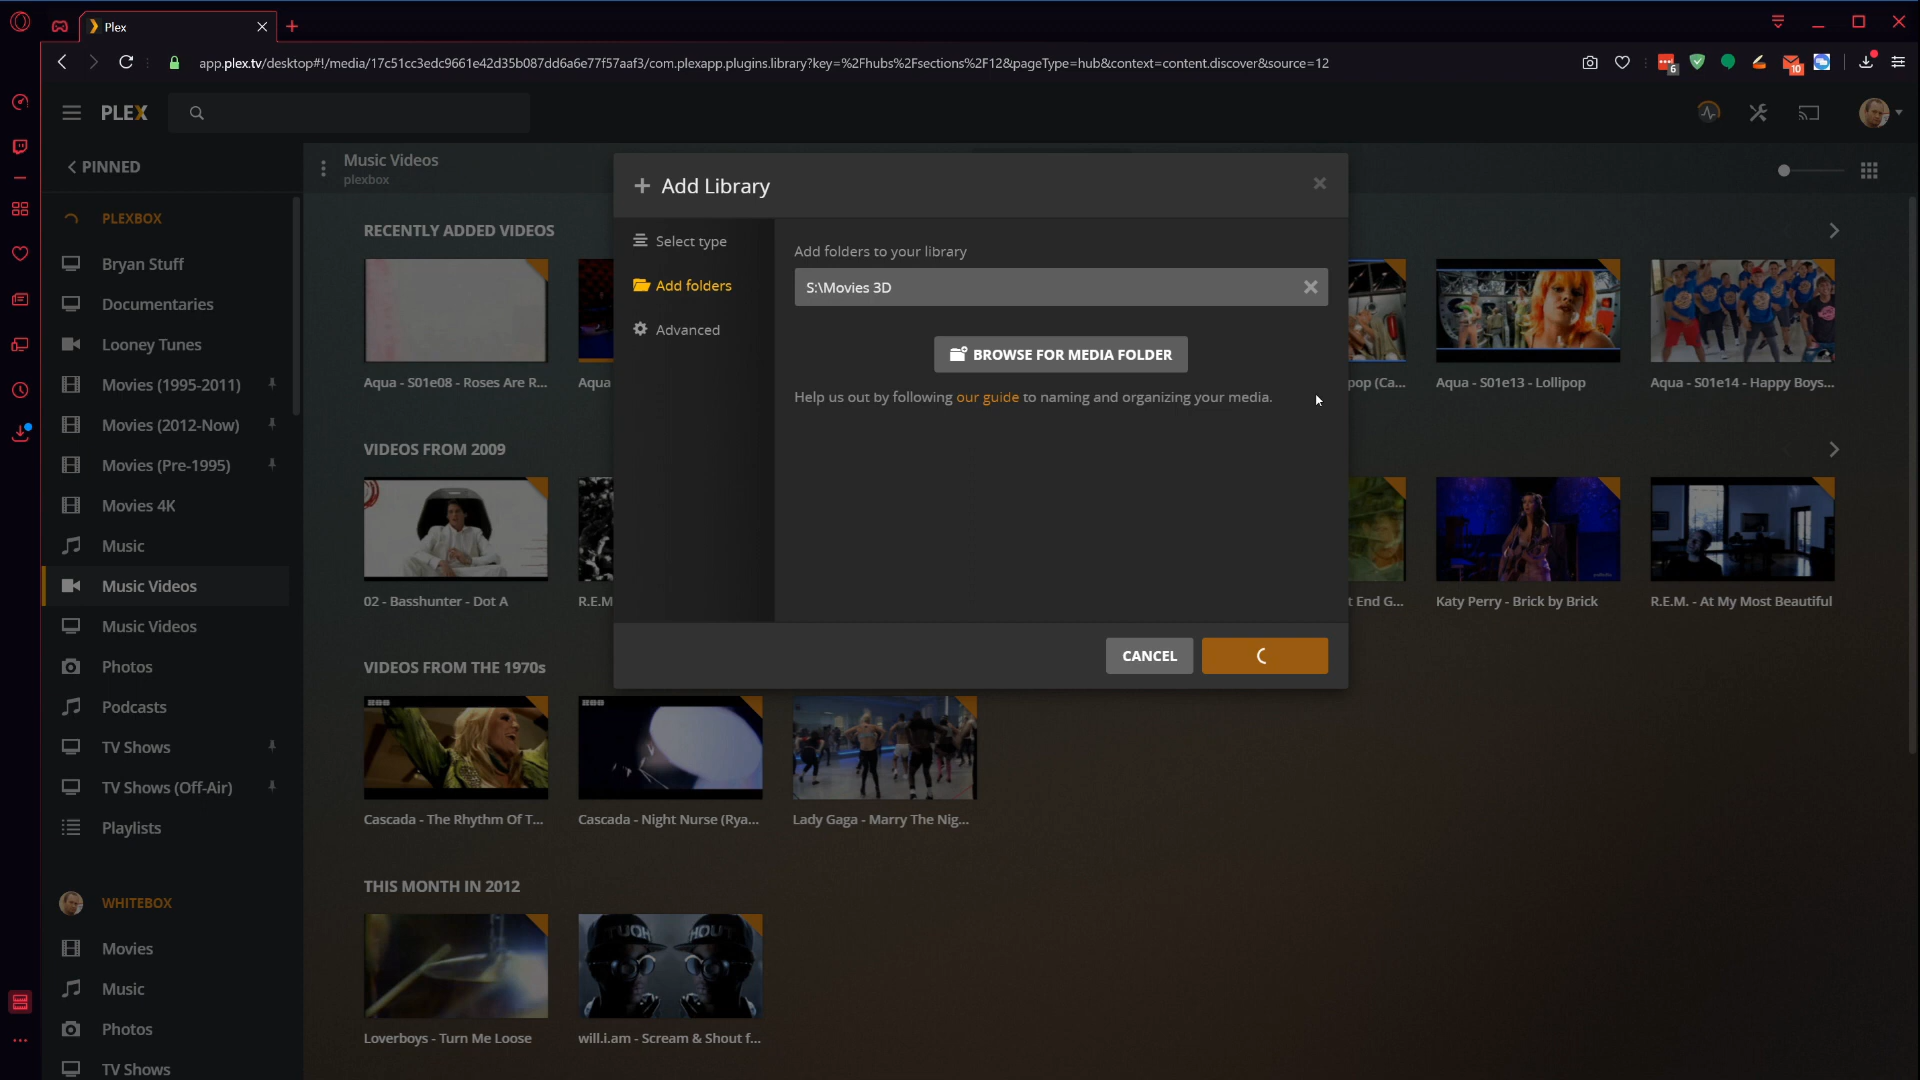 Plex
app.plex.tv/desktop#!/media/17c51cc3edc9661e42d35b087dd6a6e77f57aaf3/com.plexapp.plugins.library?key=%2Fhubs%2Fsections%2F12&pageType=hub&context=content.discover&source=12
6
10
PLEX
PINNED
PLEXBOX
Bryan Stuff
Documentaries
Looney Tunes
Movies (1995-2011)
Movies (2012-Now)
Movies (Pre-1995)
Movies 4K
Music
Music Videos
Music Videos
Photos
Podcasts
TV Shows
TV Shows (Off-Air)
Playlists
WHITEBOX
Movies
Music
Photos
TV Shows
Music Videos
plexbox
RECENTLY ADDED VIDEOS
Aqua - S01e08 - Roses Are R...
Aqua
pop (Ca...
Aqua - S01e13 - Lollipop
Aqua - S01e14 - Happy Boys...
VIDEOS FROM 2009
02 - Basshunter - Dot A
R.E.M
t End G...
Katy Perry - Brick by Brick
R.E.M. - At My Most Beautiful
VIDEOS FROM THE 1970s
Cascada - The Rhythm Of T...
Cascada - Night Nurse (Rya...
Lady Gaga - Marry The Nig...
THIS MONTH IN 2012
Loverboys - Turn Me Loose
will.i.am - Scream & Shout f...
Add Library
Select type
Add folders
Advanced
Add folders to your library
S:\Movies 3D
BROWSE FOR MEDIA FOLDER
Help us out by following our guide to naming and organizing your media.
CANCEL